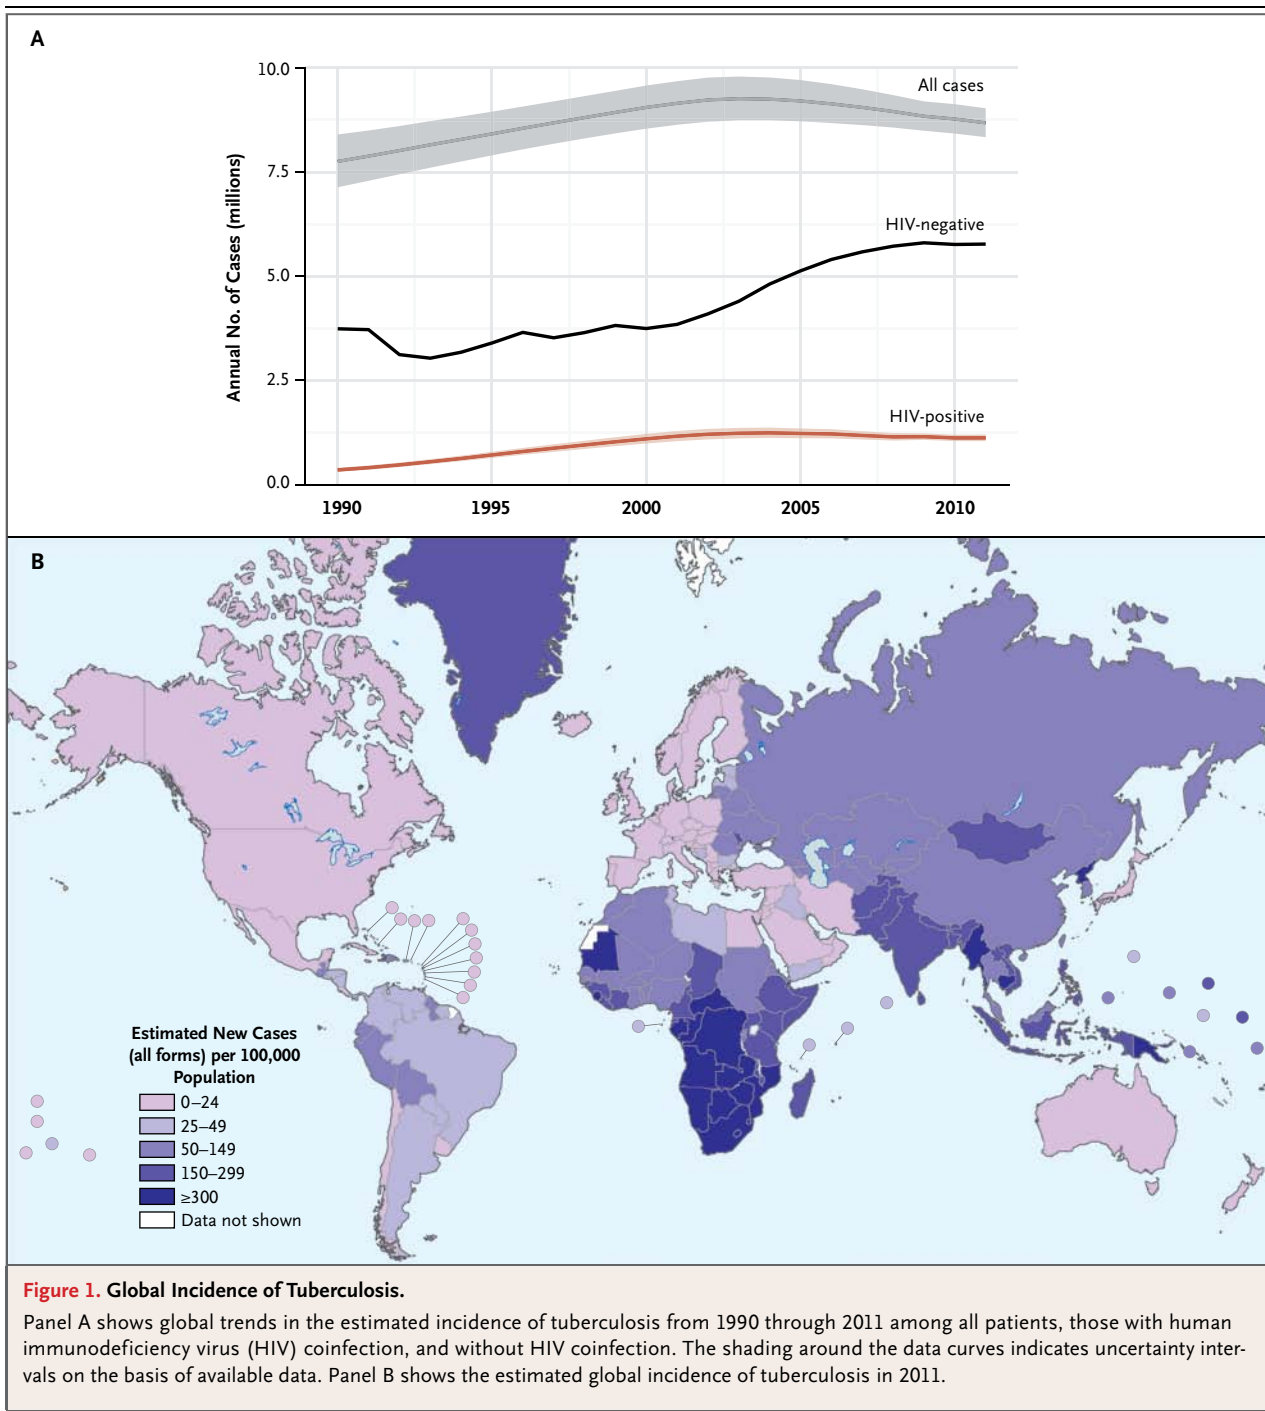 A
10.0
7.5
5.0
2.5
0.0
Annual No. of Cases (millions)
All cases
HIV-negative
HIV-positive
1990 1995 2000 2005 2010
B
Estimated New Cases
(all forms) per 100,000
Population
0–24
25–49
50–149
150–299
≥300
Data not shown
Figure 1. Global Incidence of Tuberculosis.
Panel A shows global trends in the estimated incidence of tuberculosis from 1990 through 2011 among all patients, those with human
immunodeficiency virus (HIV) coinfection, and without HIV coinfection. The shading around the data curves indicates uncertainty inter-
vals on the basis of available data. Panel B shows the estimated global incidence of tuberculosis in 2011.